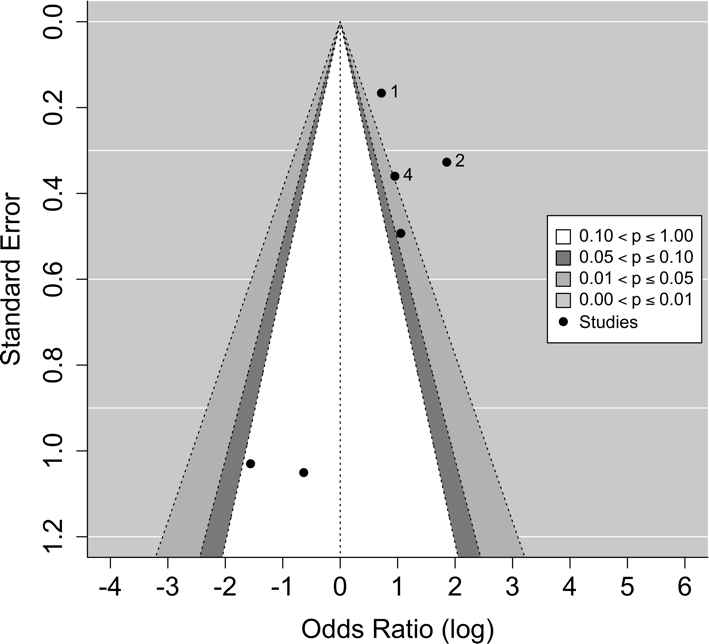 0.0
0.2
0.4
0.6
0.8
1.0
1.2
Standard Error
1
2
4
0.10 < p ≤ 1.00
0.05 < p ≤ 0.10
0.01 < p ≤ 0.05
0.00 < p ≤ 0.01
Studies
-4 -3 -2 -1 0 1 2 3 4 5 6
Odds Ratio (log)